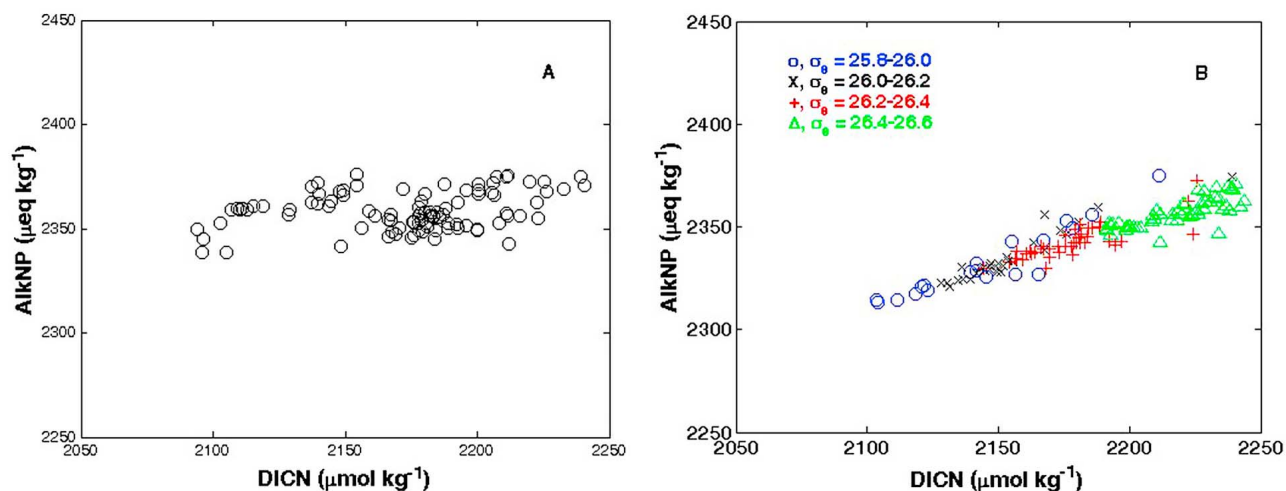 A
AlkNP (μeq kg-1)
2450
2400
2350
2300
2250
2050
2100
2150
2200
2250
DICN (μmol kg-1)
B
o, σθ = 25.8-26.0
x, σθ = 26.0-26.2
+, σθ = 26.2-26.4
Δ, σθ = 26.4-26.6
AlkNP (μeq kg-1)
2450
2400
2350
2300
2250
2050
2100
2150
2200
2250
DICN (μmol kg-1)